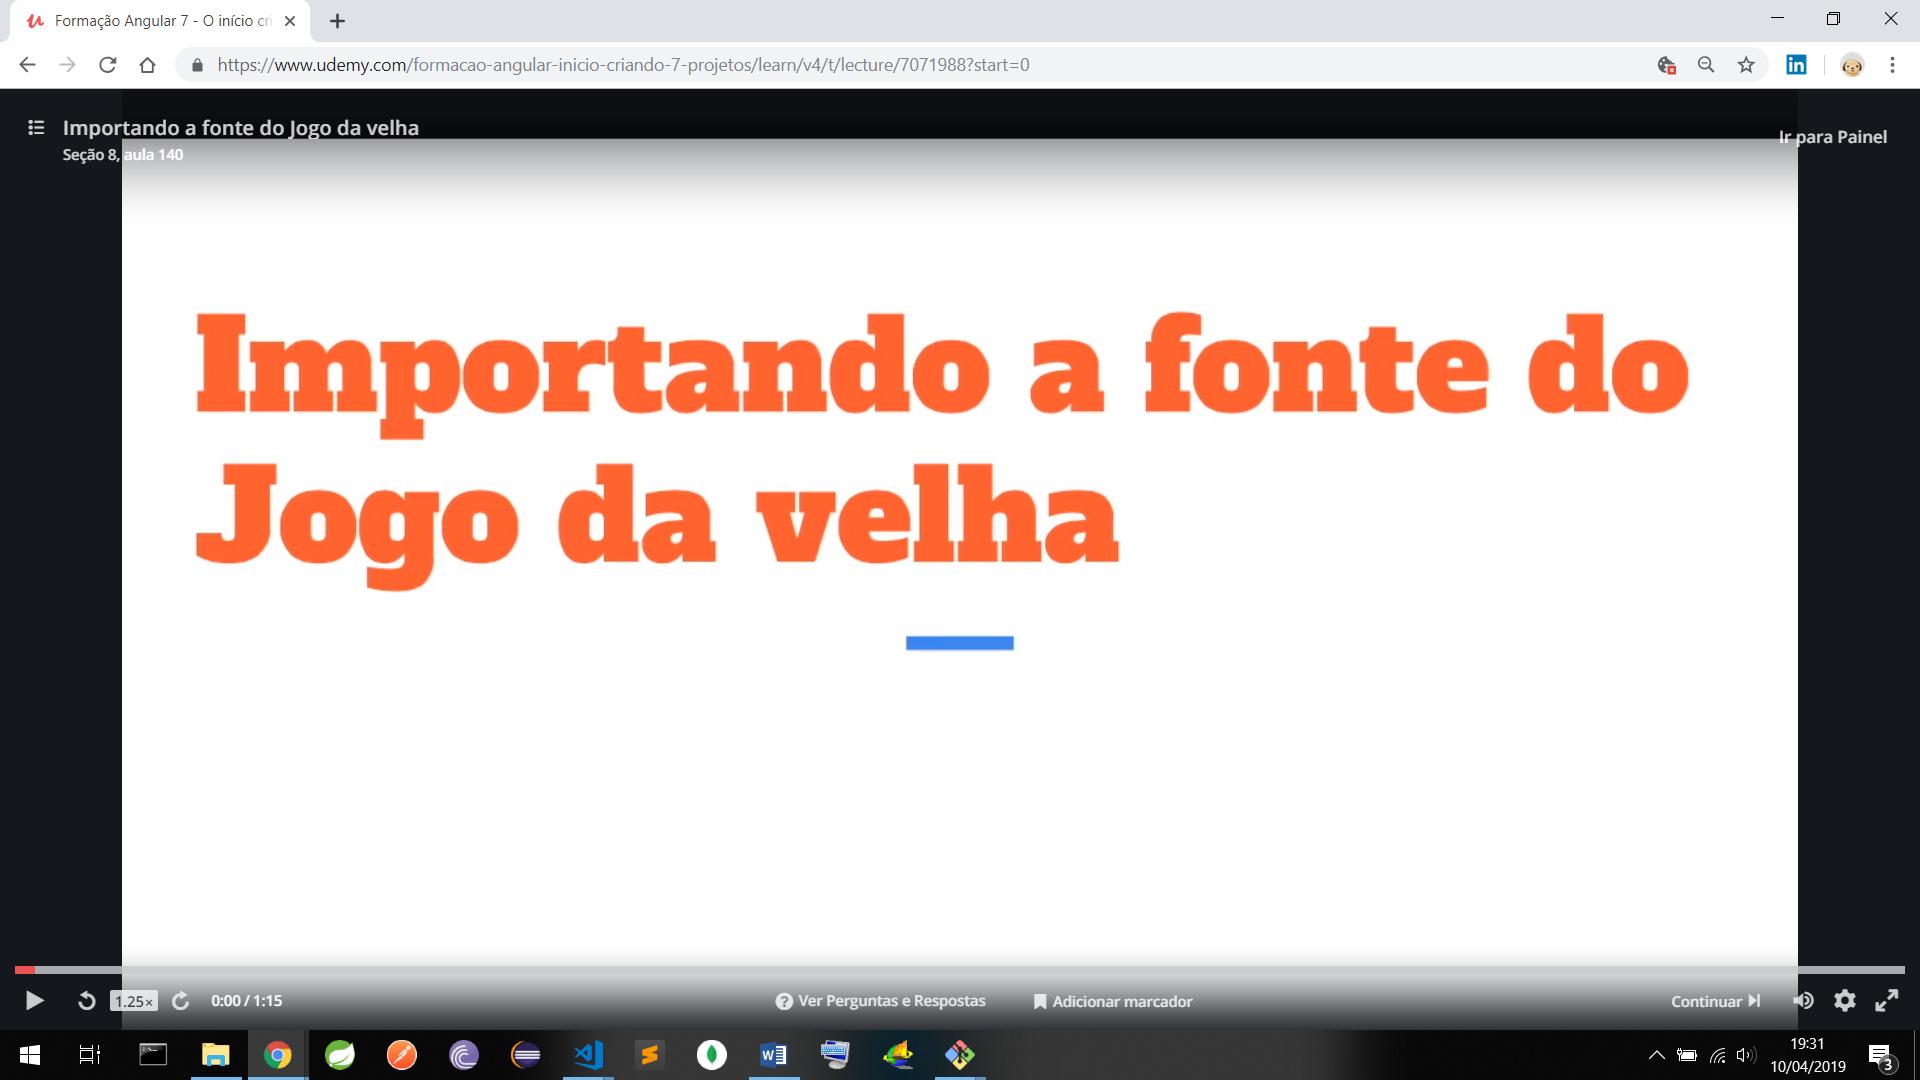 Formação Angular 7 - O início cri
https://www.udemy.com/formacao-angular-inicio-criando-7-projetos/learn/v4/t/lecture/7071988?start=0
Importando a fonte do Jogo da velha
Seção 8, aula 140
Ir para Painel
Importando a fonte do
Jogo da velha
1.25×
0:00 / 1:15
Ver Perguntas e Respostas
Adicionar marcador
Continuar
19:31
10/04/2019
3